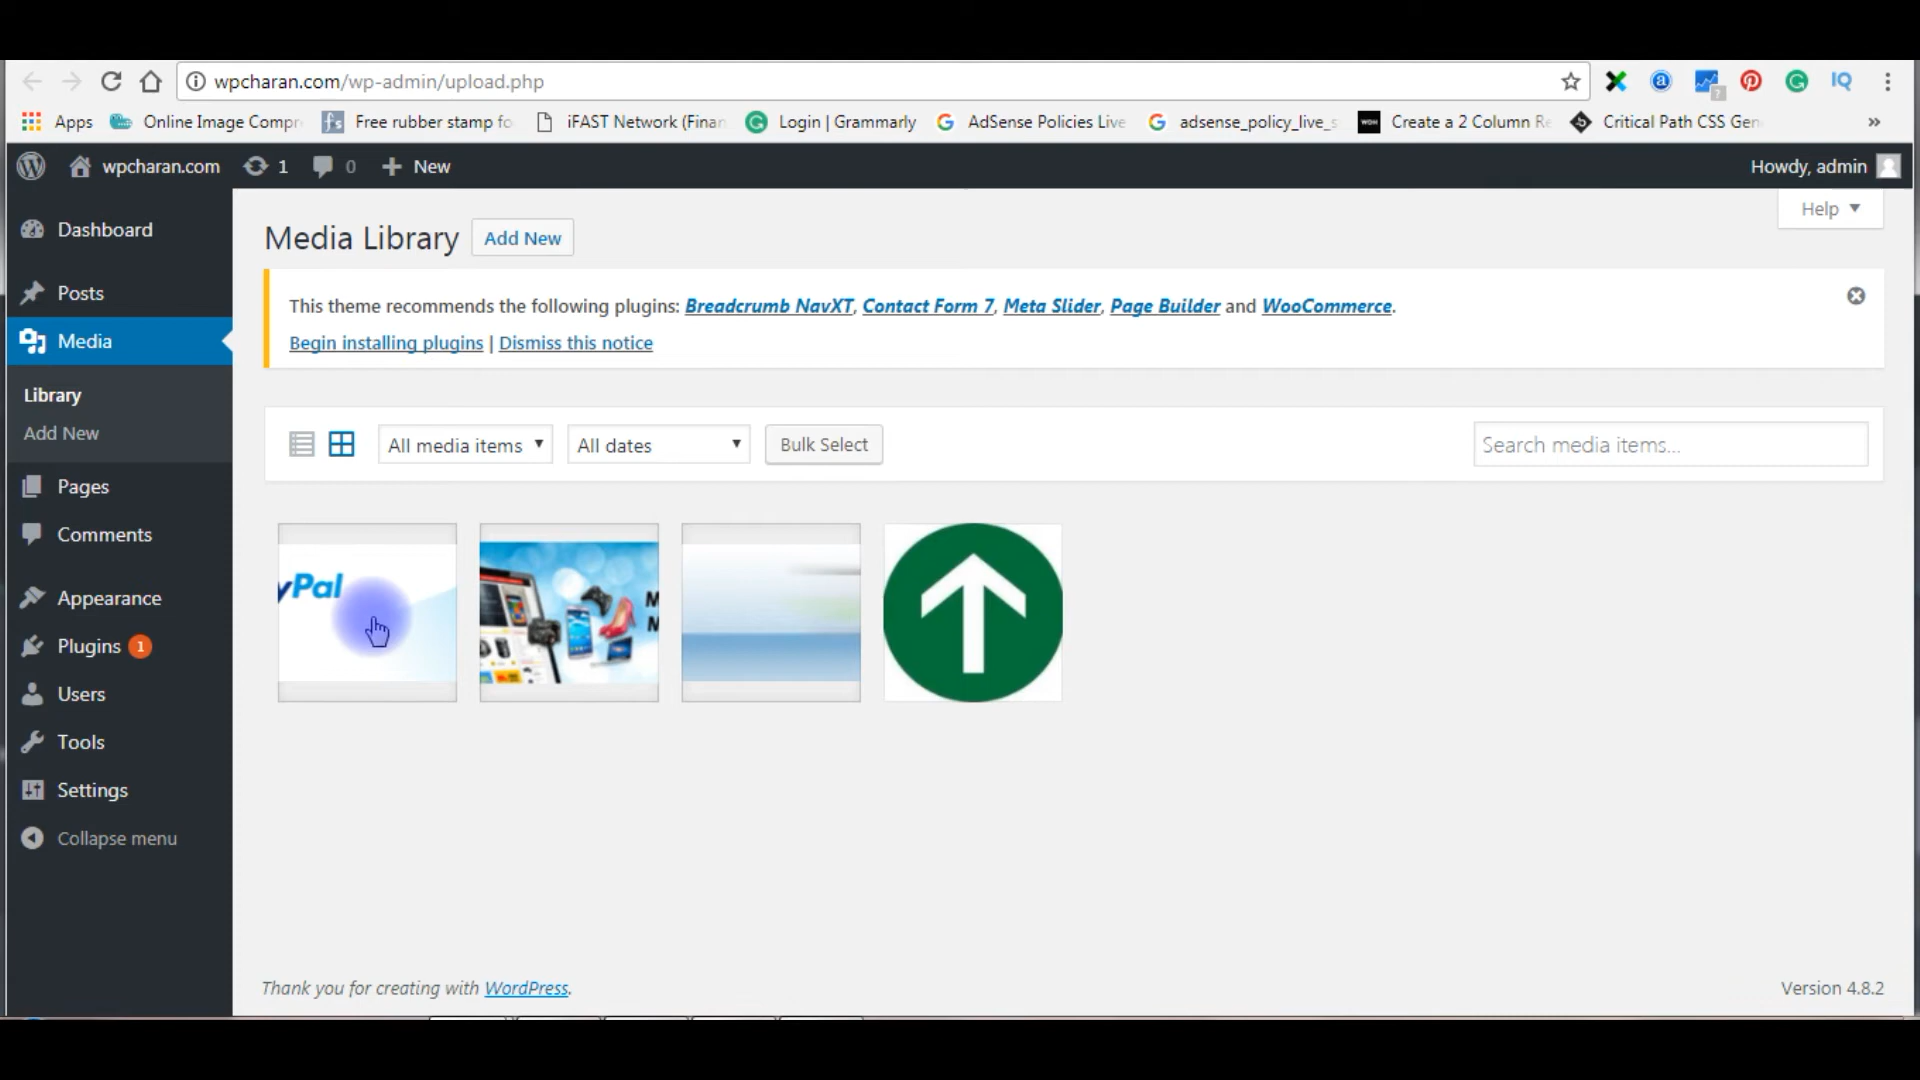 wpcharan.com/wp-admin/upload.php
Apps Online Image Compr Free rubber stamp fo iFAST Network (Finan Login | Grammarly AdSense Policies Live adsense_policy_live_s Create a 2 Column Re Critical Path CSS Gen »
wpcharan.com 1 0 + New Howdy, admin
Help
Dashboard
Posts
Media
Library
Add New
Pages
Comments
Appearance
Plugins 1
Users
Tools
Settings
Collapse menu
Media Library Add New
This theme recommends the following plugins: Breadcrumb NavXT, Contact Form 7, Meta Slider, Page Builder and WooCommerce.
Begin installing plugins | Dismiss this notice
All media items All dates Bulk Select Search media items...
yPal
M
M
Thank you for creating with WordPress. Version 4.8.2